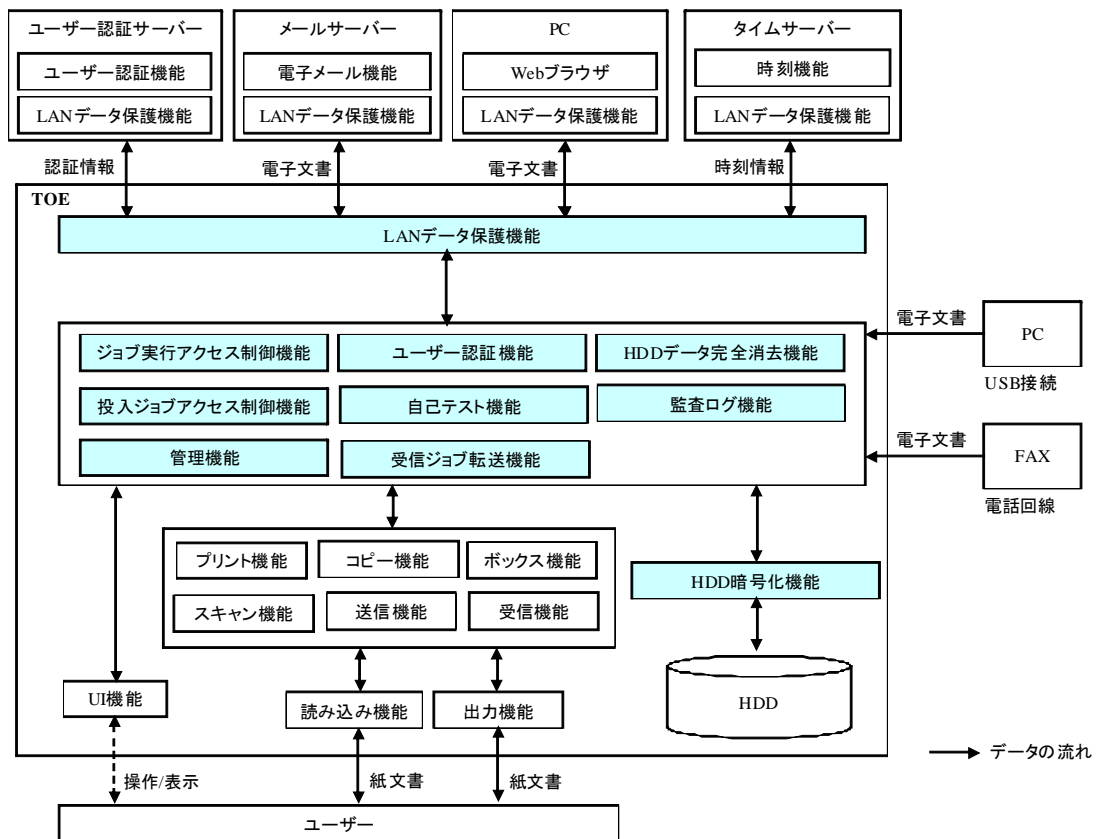 ユーザー認証サーバー
ユーザー認証機能
LANデータ保護機能
メールサーバー
電子メール機能
LANデータ保護機能
PC
Webブラウザ
LANデータ保護機能
タイムサーバー
時刻機能
LANデータ保護機能
認証情報
電子文書
電子文書
時刻情報
TOE
LANデータ保護機能
ジョブ実行アクセス制御機能
ユーザー認証機能
HDDデータ完全消去機能
投入ジョブアクセス制御機能
自己テスト機能
監査ログ機能
管理機能
受信ジョブ転送機能
電子文書
PC
USB接続
電子文書
FAX
電話回線
プリント機能
コピー機能
ボックス機能
スキャン機能
送信機能
受信機能
HDD暗号化機能
HDD
UI機能
読み込み機能
出力機能
データの流れ
操作/表示
紙文書
紙文書
ユーザー